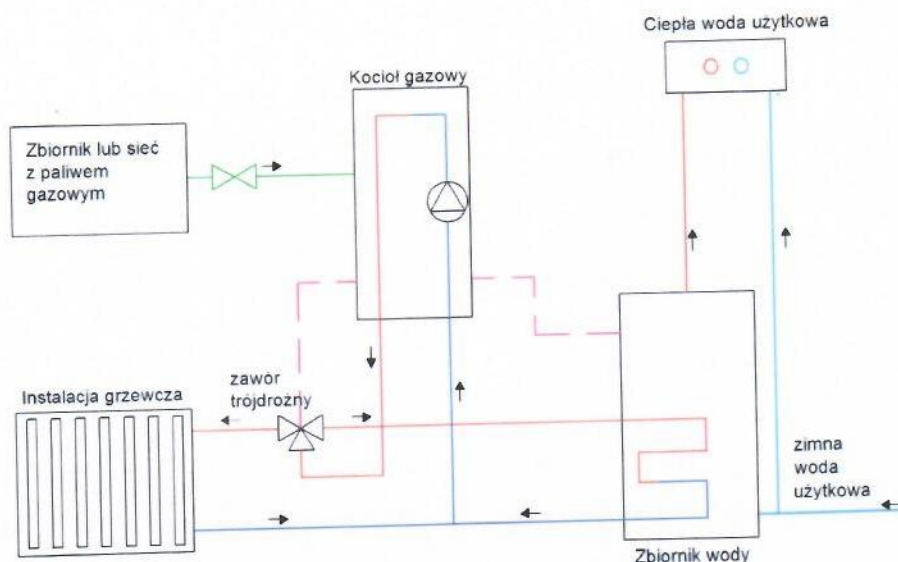 Ciepła woda użytkowa
Kocioł gazowy
Zbiornik lub sieć
z paliwem
gazowym
zawór
trójdrożny
Instalacja grzewcza
zimna
woda
użytkowa
Zbiornik wody